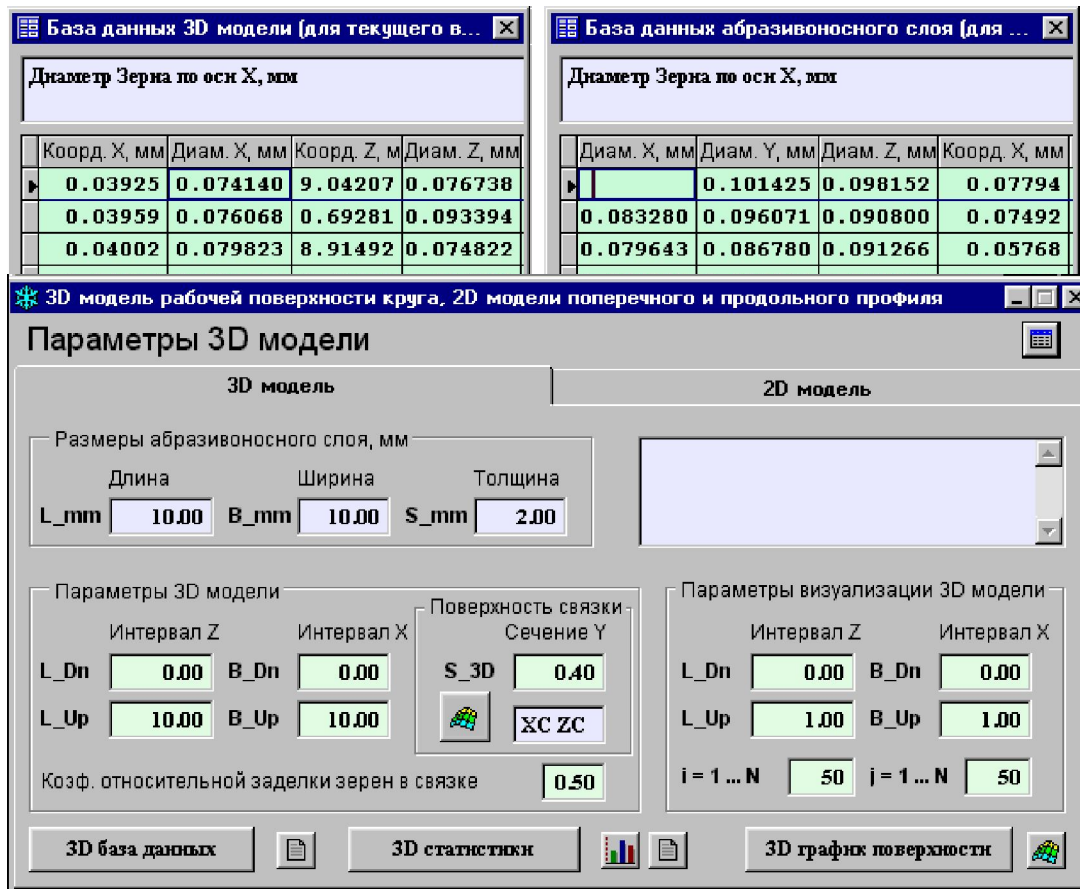 База данных 3D модели (для текущего в...
Диаметр Зерна по оси X, мм
Коорд. X, мм Диам. X, мм Коорд. Z, м Диам. Z, мм
0.03925 0.074140 9.04207 0.076738
0.03959 0.076068 0.69281 0.093394
0.04002 0.079823 8.91492 0.074822
База данных абразивоносного слоя (для ...
Диаметр Зерна по оси X, мм
Диам. X, мм Диам. Y, мм Диам. Z, мм Коорд. X, мм
0.101425 0.098152 0.07794
0.083280 0.096071 0.090800 0.07492
0.079643 0.086780 0.091266 0.05768
3D модель рабочей поверхности круга, 2D модели поперечного и продольного профиля
Параметры 3D модели
3D модель 2D модель
Размеры абразивоносного слоя, мм
Длина Ширина Толщина
L_mm 10.00 B_mm 10.00 S_mm 2.00
Параметры 3D модели
Интервал Z Интервал X
L_Dn 0.00 B_Dn 0.00
L_Up 10.00 B_Up 10.00
Поверхность связки
Сечение Y
S_3D 0.40
XC ZC
Коэф. относительной заделки зерен в связке 0.50
Параметры визуализации 3D модели
Интервал Z Интервал X
L_Dn 0.00 B_Dn 0.00
L_Up 1.00 B_Up 1.00
i = 1 ... N 50 j = 1 ... N 50
3D база данных 3D статистики 3D график поверхности